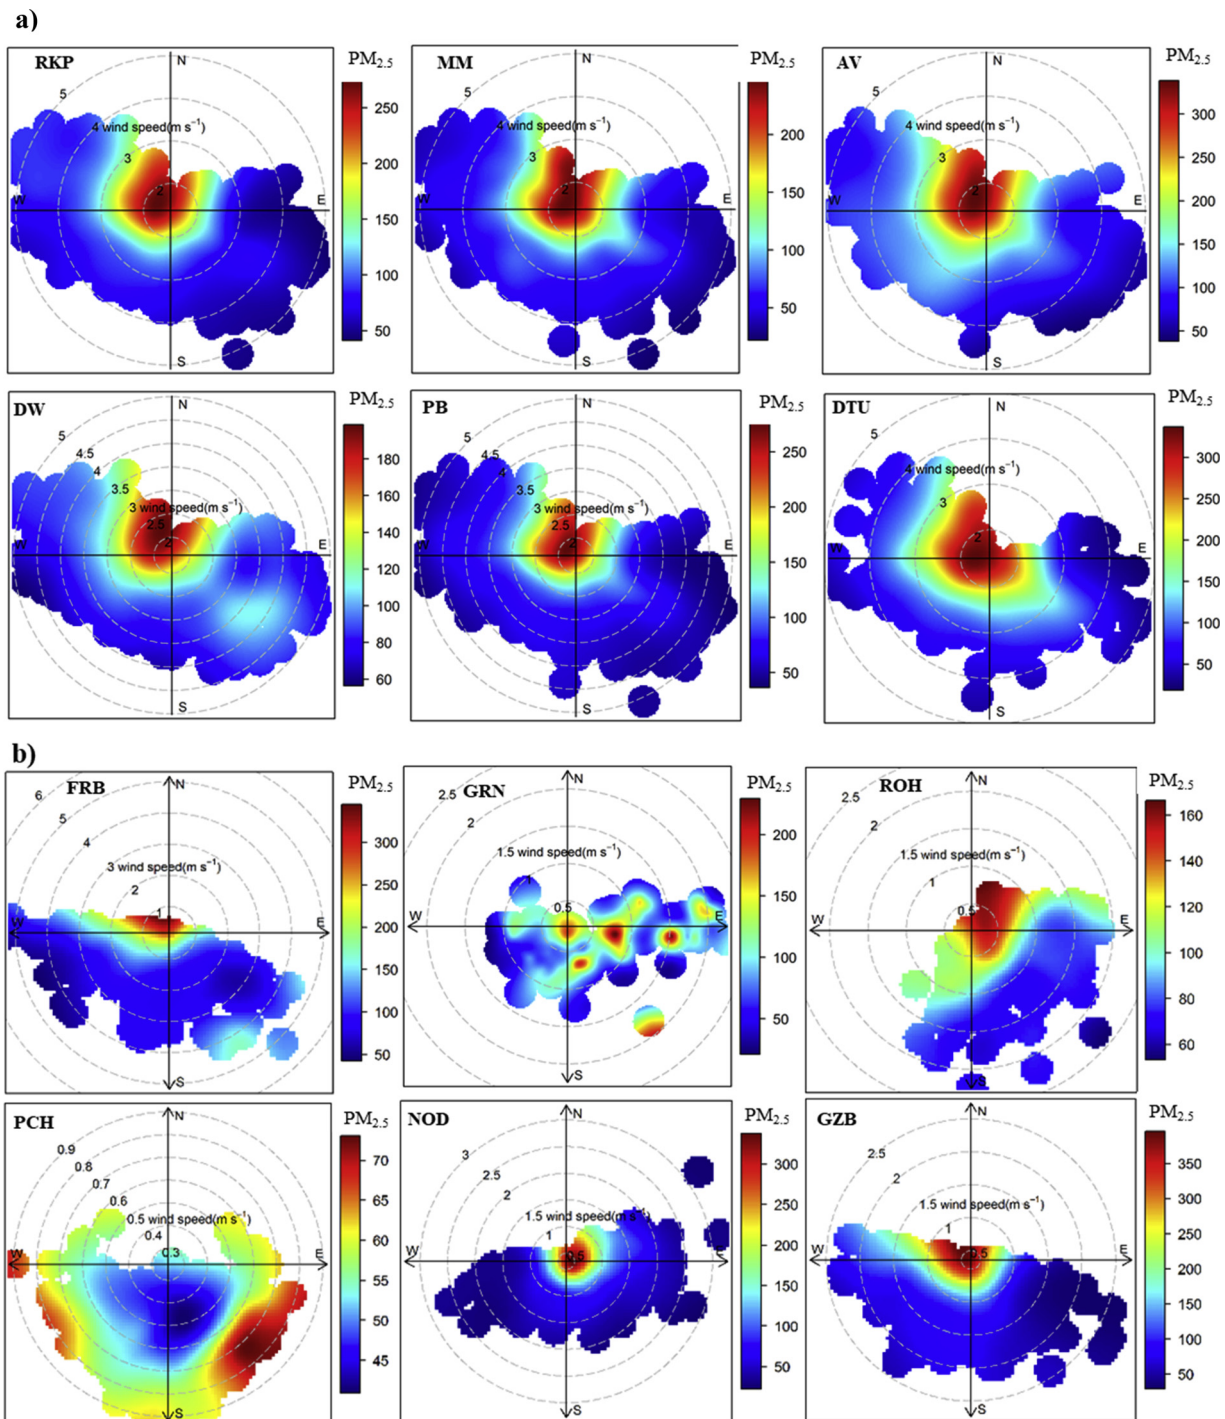 a)
RKP
N
PM2.5
5
4 wind speed(m s⁻¹)
3
2
W
E
S
250
200
150
100
50
MM
N
PM2.5
5
4 wind speed(m s⁻¹)
3
2
W
E
S
200
150
100
50
AV
N
PM2.5
5
4 wind speed(m s⁻¹)
3
2
W
E
S
300
250
200
150
100
50
DW
N
PM2.5
5
4.5
4
3.5
3 wind speed(m s⁻¹)
2.5
2
W
E
S
180
160
140
120
100
80
60
PB
N
PM2.5
5
4.5
4
3.5
3 wind speed(m s⁻¹)
2.5
2
W
E
S
250
200
150
100
50
DTU
N
PM2.5
5
4 wind speed(m s⁻¹)
3
2
W
E
S
300
250
200
150
100
50
b)
FRB
N
PM2.5
6
5
4
3 wind speed(m s⁻¹)
2
1
W
E
S
300
250
200
150
100
50
GRN
N
PM2.5
2.5
2
1.5 wind speed(m s⁻¹)
1
0.5
W
E
S
200
150
100
50
ROH
N
PM2.5
2.5
2
1.5 wind speed(m s⁻¹)
1
0.5
W
E
S
160
140
120
100
80
60
PCH
N
PM2.5
0.9
0.8
0.7
0.6
0.5 wind speed(m s⁻¹)
0.4
0.3
W
E
S
70
65
60
55
50
45
NOD
N
PM2.5
3
2.5
2
1.5 wind speed(m s⁻¹)
1
0.5
W
E
S
300
250
200
150
100
50
GZB
N
PM2.5
2.5
2
1.5 wind speed(m s⁻¹)
1
0.5
W
E
S
350
300
250
200
150
100
50